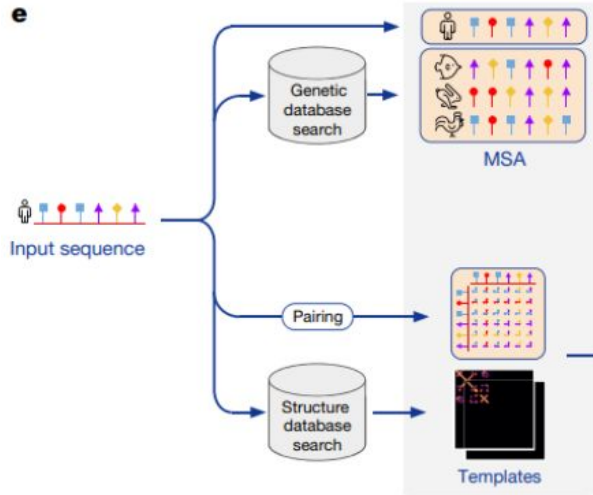 e
Genetic
database
search
MSA
Input sequence
Pairing
Structure
database
search
Templates